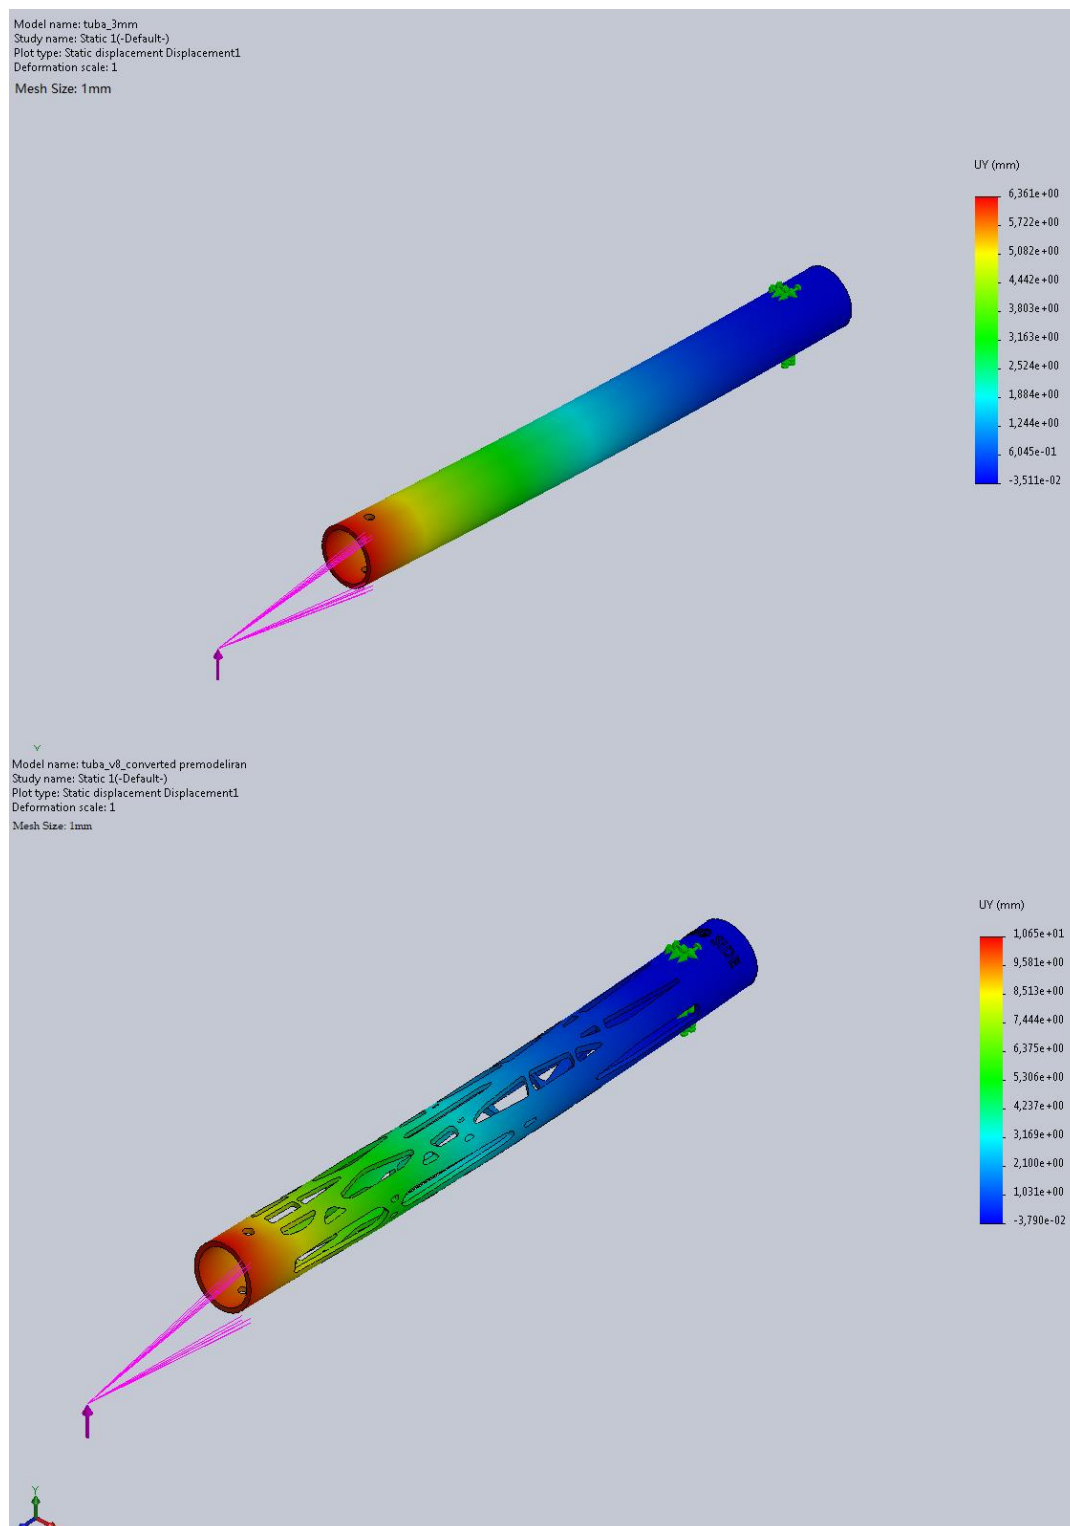 Model name: tuba_3mm
Study name: Static 1(-Default-)
Plot type: Static displacement Displacement1
Deformation scale: 1
Mesh Size: 1mm
UY (mm)
6,361e+00
5,722e+00
5,082e+00
4,442e+00
3,803e+00
3,163e+00
2,524e+00
1,884e+00
1,244e+00
6,045e-01
-3,511e-02
Y
Model name: tuba_v8_converted premodeliran
Study name: Static 1(-Default-)
Plot type: Static displacement Displacement1
Deformation scale: 1
Mesh Size: 1mm
UY (mm)
1,065e+01
9,581e+00
8,513e+00
7,444e+00
6,375e+00
5,306e+00
4,237e+00
3,169e+00
2,100e+00
1,031e+00
-3,790e-02
Y